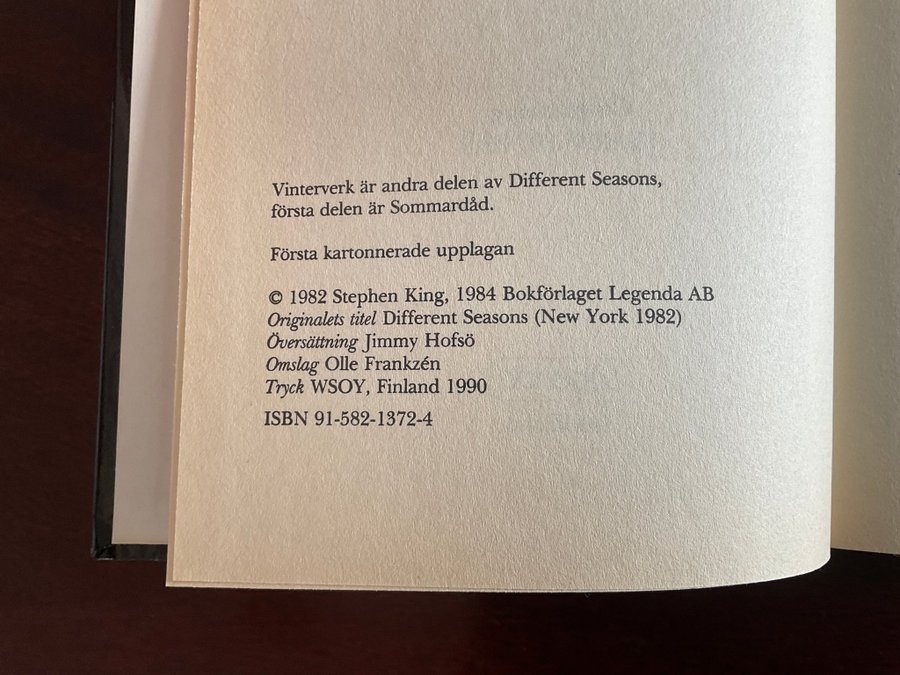 Vinterverk är andra delen av Different Seasons,
första delen är Sommardåd.
Första kartonnerade upplagan
© 1982 Stephen King, 1984 Bokförlaget Legenda AB
Originalets titel Different Seasons (New York 1982)
Översättning Jimmy Hofsö
Omslag Olle Frankzén
Tryck WSOY, Finland 1990
ISBN 91-582-1372-4